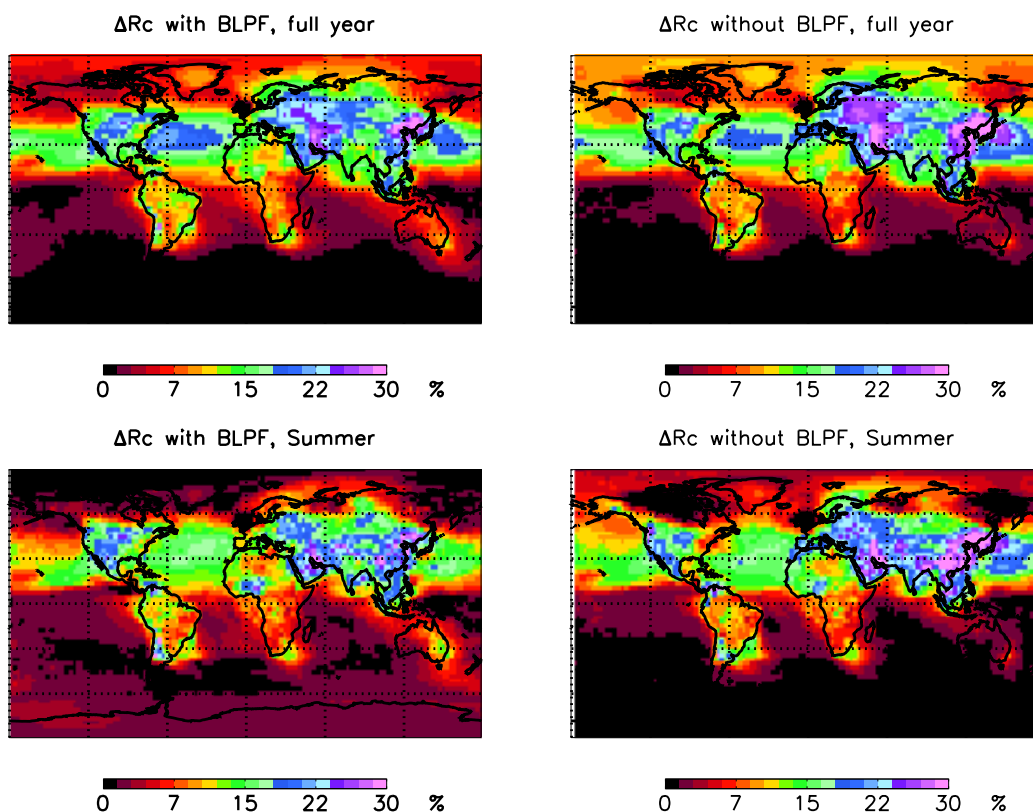 ΔRc with BLPF, full year
ΔRc without BLPF, full year
0 7 15 22 30 %
0 7 15 22 30 %
ΔRc with BLPF, Summer
ΔRc without BLPF, Summer
0 7 15 22 30 %
0 7 15 22 30 %